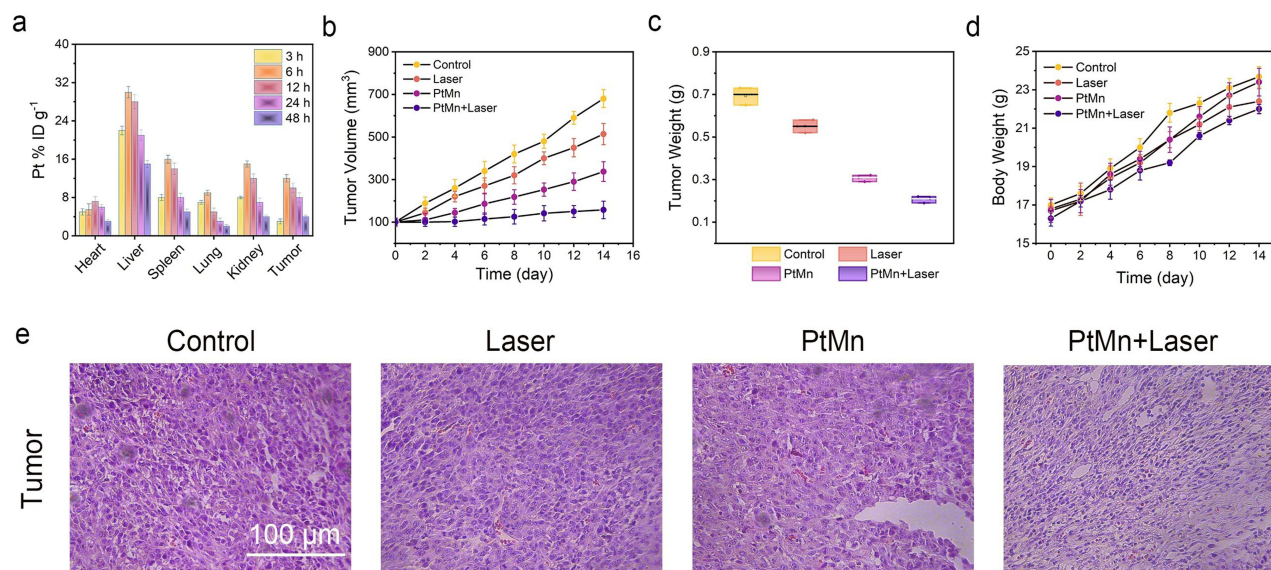 a
Pt % ID g⁻¹
40
32
24
16
8
0
3 h
6 h
12 h
24 h
48 h
Heart
Liver
Spleen
Lung
Kidney
Tumor
b
Tumor Volume (mm³)
900
700
500
300
100
Control
Laser
PtMn
PtMn+Laser
0 2 4 6 8 10 12 14 16
Time (day)
c
Tumor Weight (g)
0.9
0.7
0.5
0.3
0.1
Control
Laser
PtMn
PtMn+Laser
d
Body Weight (g)
25
23
21
19
17
15
Control
Laser
PtMn
PtMn+Laser
0 2 4 6 8 10 12 14
Time (day)
e
Control
Laser
PtMn
PtMn+Laser
Tumor
100 μm